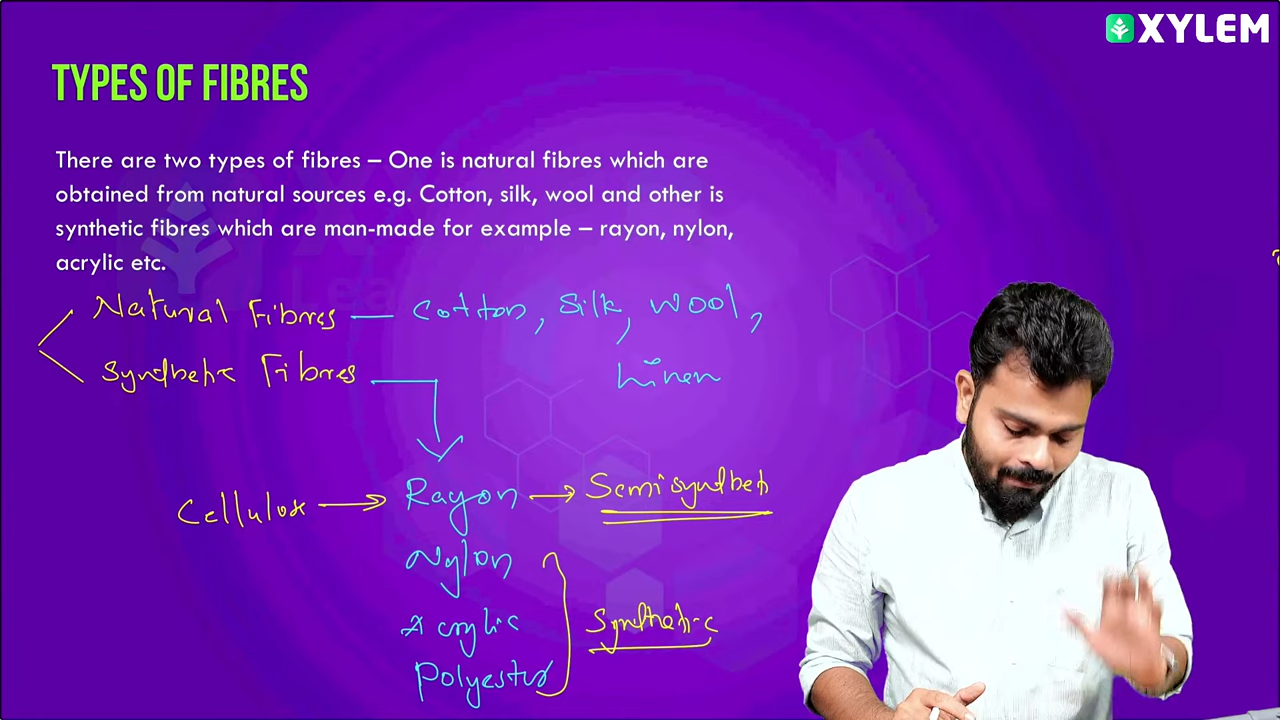 XYLEM
TYPES OF FIBRES
There are two types of fibres – One is natural fibres which are
obtained from natural sources e.g. Cotton, silk, wool and other is
synthetic fibres which are man-made for example – rayon, nylon,
acrylic etc.
Natural Fibres — Cotton, Silk, Wool,
Linen
Synthetic Fibres
Cellulose → Rayon → Semisyntheti
Nylon
Acrylic
Synthetic
Polyester